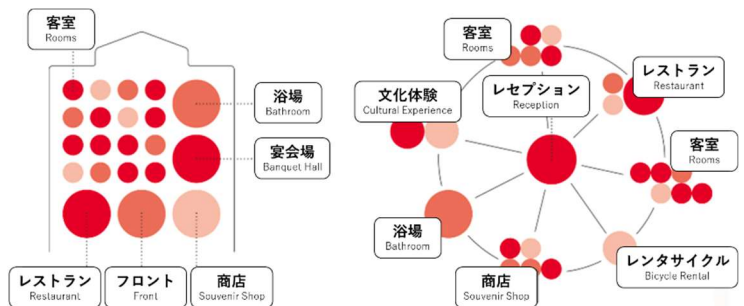 客室
Rooms
浴場
Bathroom
宴会場
Banquet Hall
レストラン
Restaurant
フロント
Front
商店
Souvenir Shop
客室
Rooms
レストラン
Restaurant
文化体験
Cultural Experience
レセプション
Reception
客室
Rooms
浴場
Bathroom
商店
Souvenir Shop
レンタサイクル
Bicycle Rental